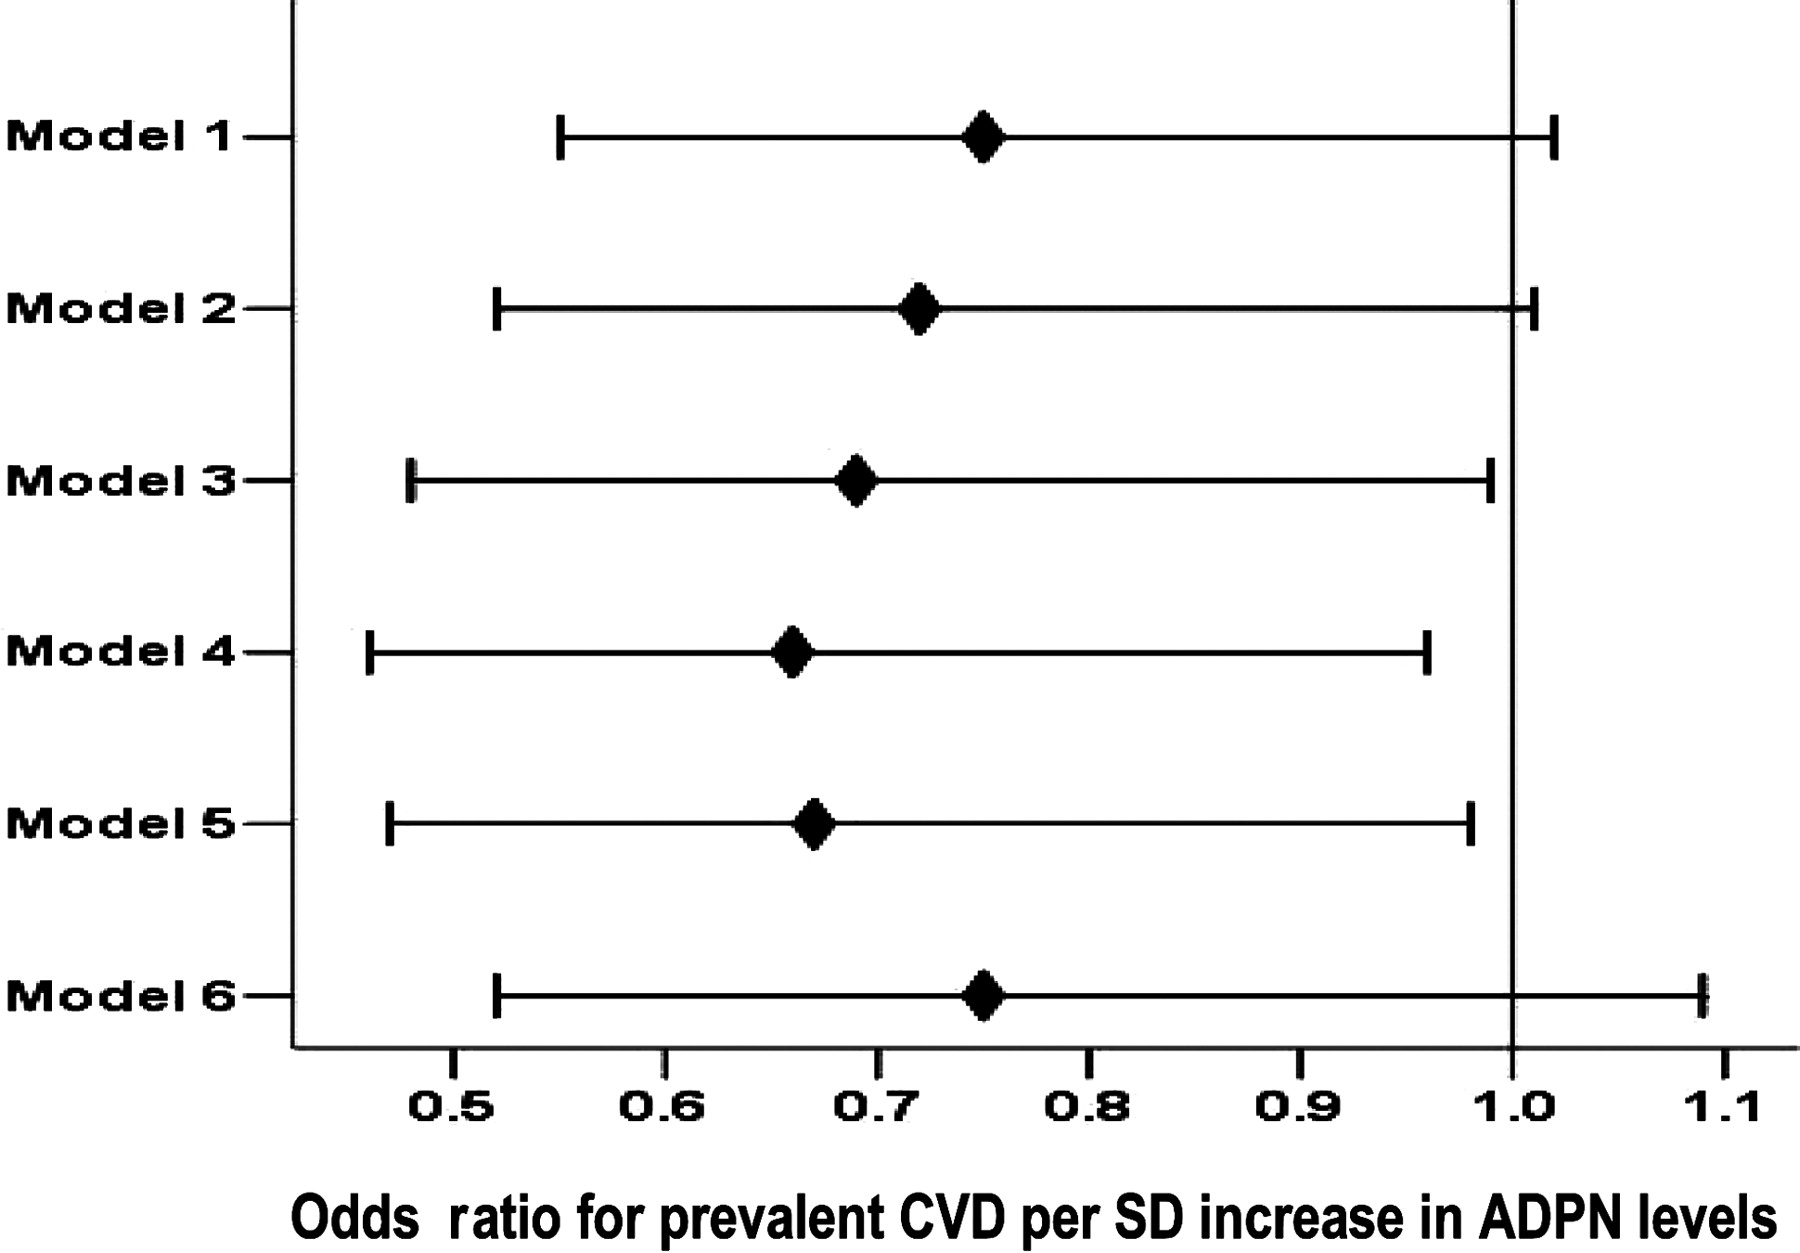 Model 1
Model 2
Model 3
Model 4
Model 5
Model 6
0.5 0.6 0.7 0.8 0.9 1.0 1.1
Odds ratio for prevalent CVD per SD increase in ADPN levels